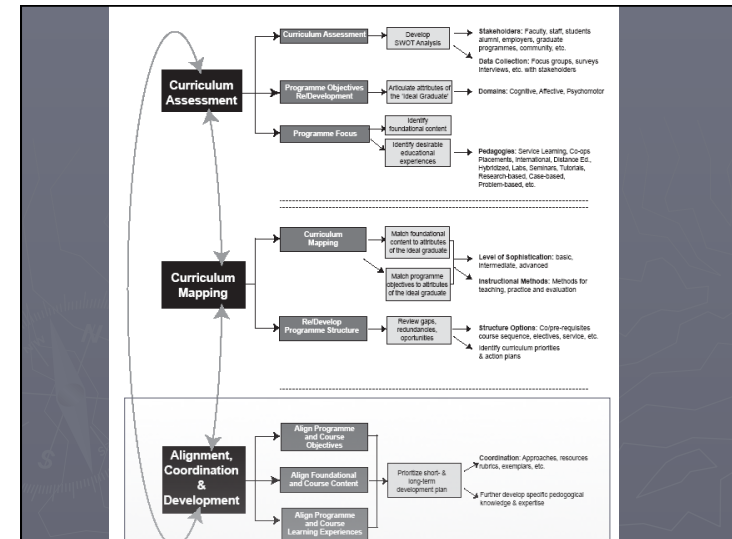 Curriculum
Assessment
Curriculum Assessment
Develop
SWOT Analysis
Stakeholders: Faculty, staff, students
alumni, employers, graduate
programmes, community, etc.
Data Collection: Focus groups, surveys
interviews, etc. with stakeholders
Programme Objectives
Re/Development
Articulate attributes of
the 'Ideal Graduate'
Domains: Cognitive, Affective, Psychomotor
Programme Focus
Identify
foundational content
Identify desirable
educational
experiences
Pedagogies: Service Learning, Co-ops
Placements, International, Distance Ed.,
Hybridized, Labs, Seminars, Tutorials,
Research-based, Case-based,
Problem-based, etc.
Curriculum
Mapping
Curriculum
Mapping
Match foundational
content to attributes
of the ideal graduate
Match programme
objectives to attributes
of the ideal graduate
Level of Sophistication: basic,
intermediate, advanced
Instructional Methods: Methods for
teaching, practice and evaluation
Re/Develop
Programme Structure
Review gaps,
redundancies,
oportunities
Structure Options: Co/pre-requisites
course sequence, electives, service, etc.
Identify curriculum priorities
& action plans
Alignment,
Coordination
&
Development
Align Programme
and Course
Objectives
Align Foundational
and Course Content
Align Programme
and Course
Learning Experiences
Prioritize short- &
long-term
development plan
Coordination: Approaches, resources
rubrics, exemplars, etc.
Further develop specific pedogogical
knowledge & expertise
S